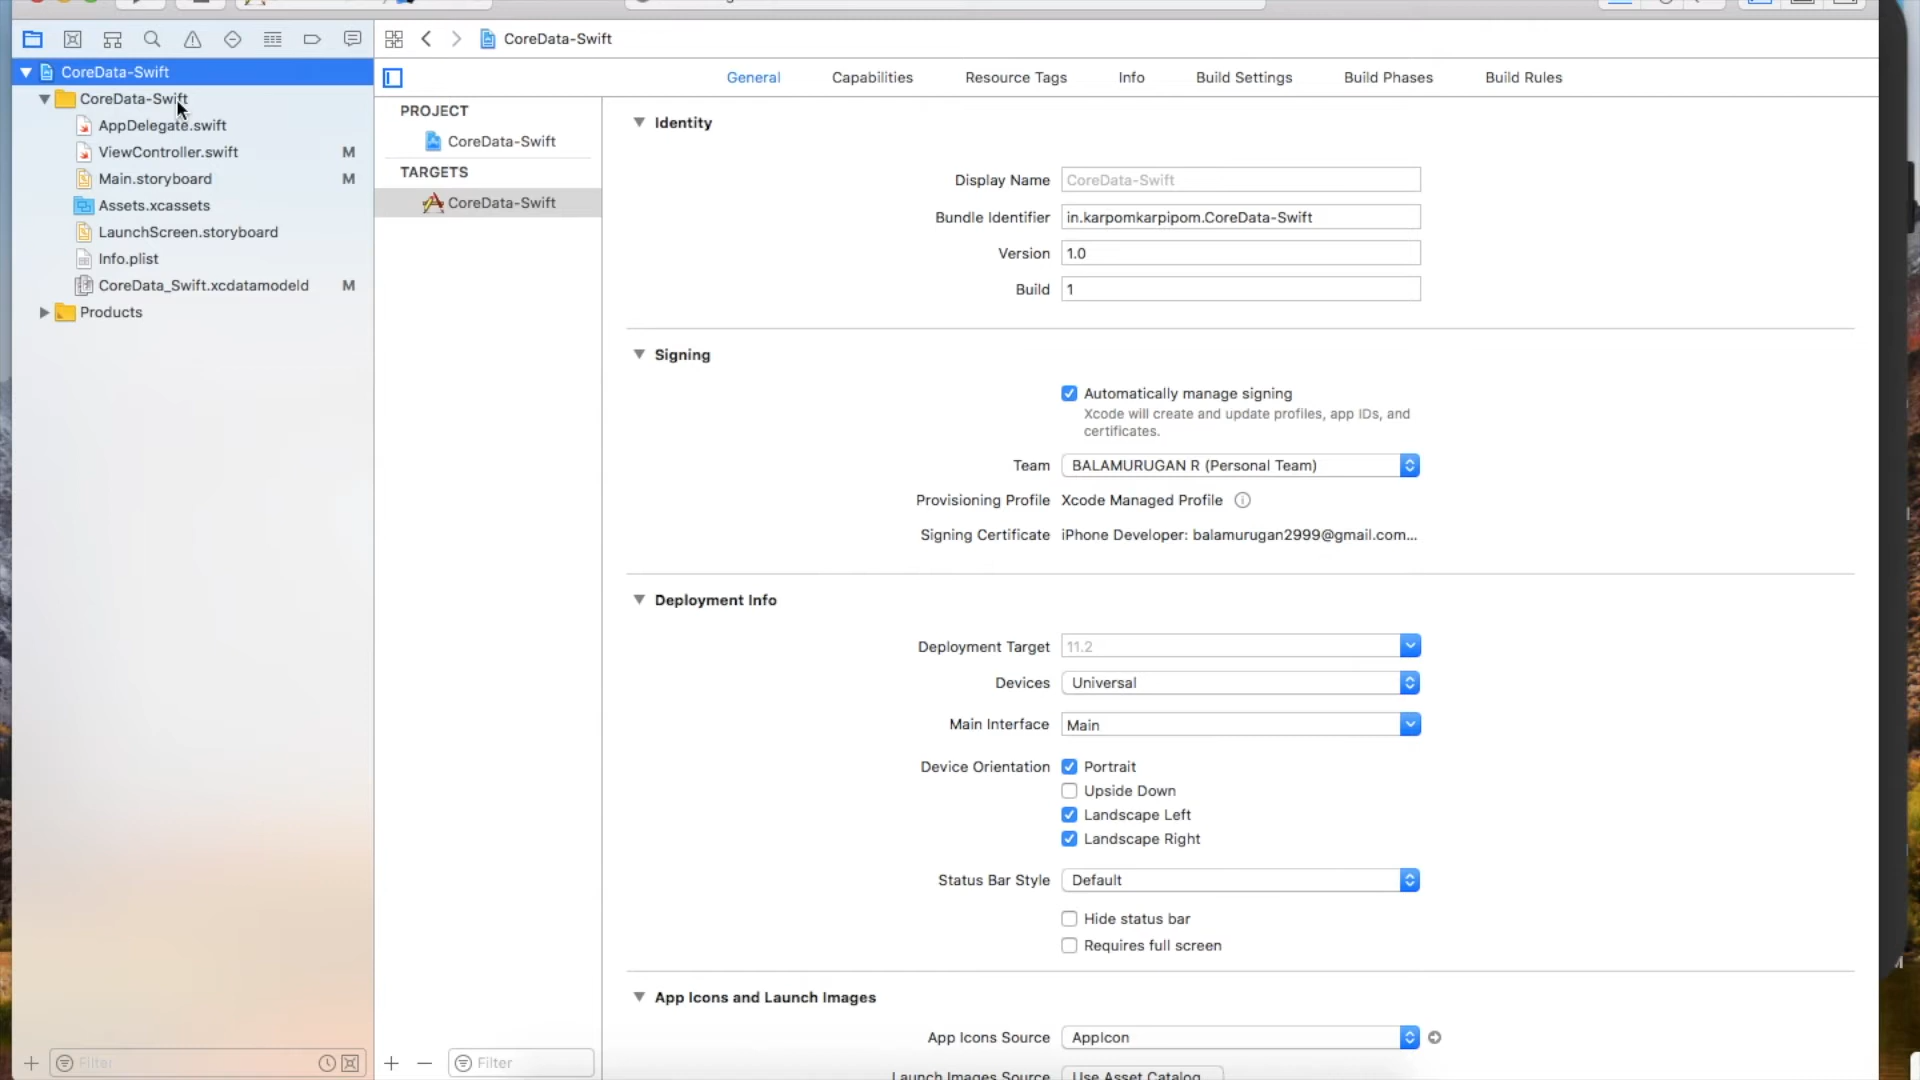 CoreData-Swift
CoreData-Swift
General
Capabilities
Resource Tags
Info
Build Settings
Build Phases
Build Rules
CoreData-Swift
AppDelegate.swift
ViewController.swift M
Main.storyboard M
Assets.xcassets
LaunchScreen.storyboard
Info.plist
CoreData_Swift.xcdatamodeld M
Products
Filter
PROJECT
CoreData-Swift
TARGETS
CoreData-Swift
Filter
Identity
Display Name CoreData-Swift
Bundle Identifier in.karpomkarpipom.CoreData-Swift
Version 1.0
Build 1
Signing
Automatically manage signing
Xcode will create and update profiles, app IDs, and
certificates.
Team BALAMURUGAN R (Personal Team)
Provisioning Profile Xcode Managed Profile
Signing Certificate iPhone Developer: balamurugan2999@gmail.com...
Deployment Info
Deployment Target 11.2
Devices Universal
Main Interface Main
Device Orientation Portrait
Upside Down
Landscape Left
Landscape Right
Status Bar Style Default
Hide status bar
Requires full screen
App Icons and Launch Images
App Icons Source AppIcon
Launch Images Source Use Asset Catalog